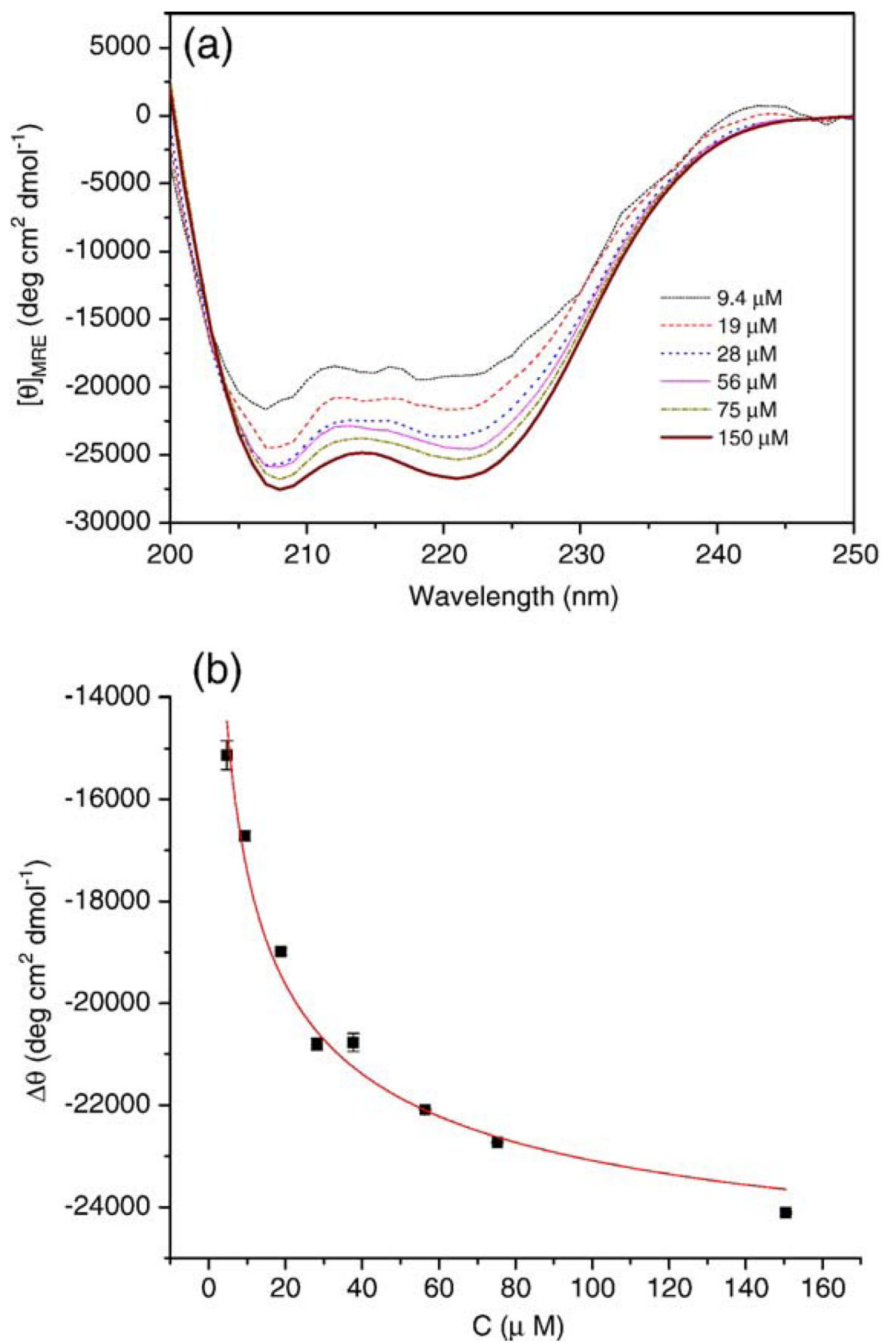 (a)
5000
0
-5000
-10000
-15000
-20000
-25000
-30000
[θ]MRE (deg cm² dmol⁻¹)
9.4 μM
19 μM
28 μM
56 μM
75 μM
150 μM
200 210 220 230 240 250
Wavelength (nm)
(b)
-14000
-16000
-18000
-20000
-22000
-24000
Δθ (deg cm² dmol⁻¹)
0 20 40 60 80 100 120 140 160
C (μ M)